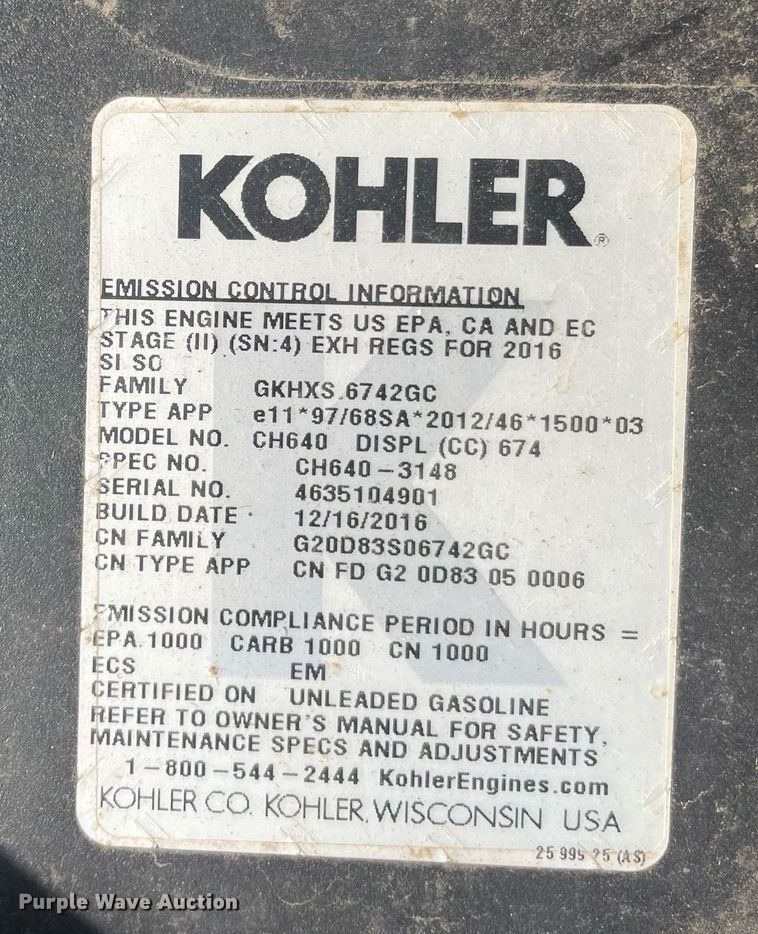 KOHLER®
EMISSION CONTROL INFORMATION
THIS ENGINE MEETS US EPA, CA AND EC
STAGE (II) (SN:4) EXH REGS FOR 2016
SI SO
FAMILY GKHXS.6742GC
TYPE APP e11*97/68SA*2012/46*1500*03
MODEL NO. CH640 DISPL (CC) 674
SPEC NO. CH640-3148
SERIAL NO. 4635104901
BUILD DATE 12/16/2016
CN FAMILY G20D83S06742GC
CN TYPE APP CN FD G2 0D83 05 0006
EMISSION COMPLIANCE PERIOD IN HOURS =
EPA 1000 CARB 1000 CN 1000
ECS EM
CERTIFIED ON UNLEADED GASOLINE
REFER TO OWNER'S MANUAL FOR SAFETY,
MAINTENANCE SPECS AND ADJUSTMENTS
1-800-544-2444 KohlerEngines.com
KOHLER CO. KOHLER, WISCONSIN USA
25 995 (AS)
Purple Wave Auction